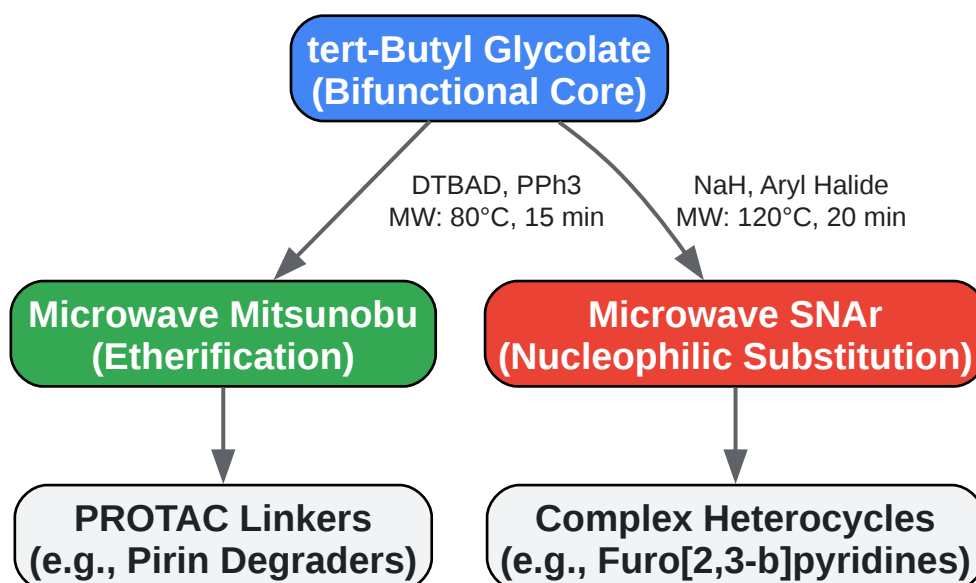 tert-Butyl Glycolate
(Bifunctional Core)
DTBAD, PPh3
MW: 80°C, 15 min
NaH, Aryl Halide
MW: 120°C, 20 min
Microwave Mitsunobu
(Etherification)
Microwave SNAr
(Nucleophilic Substitution)
PROTAC Linkers
(e.g., Pirin Degraders)
Complex Heterocycles
(e.g., Furo[2,3-b]pyridines)